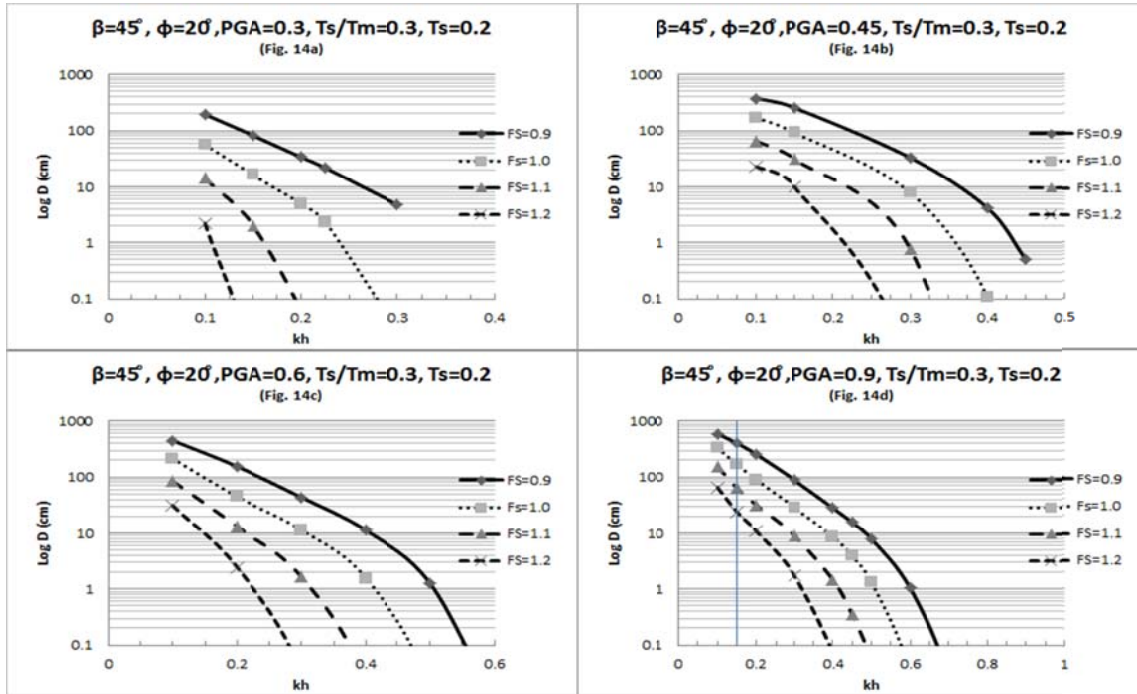 β=45°, ϕ=20°,PGA=0.3, Ts/Tm=0.3, Ts=0.2
(Fig. 14a)
1000
100
10
1
0.1
Log D (cm)
0
0.1
0.2
0.3
0.4
kh
FS=0.9
Fs=1.0
FS=1.1
FS=1.2
β=45°, ϕ=20°,PGA=0.45, Ts/Tm=0.3, Ts=0.2
(Fig. 14b)
1000
100
10
1
0.1
Log D (cm)
0
0.1
0.2
0.3
0.4
0.5
kh
FS=0.9
Fs=1.0
FS=1.1
FS=1.2
β=45°, ϕ=20°,PGA=0.6, Ts/Tm=0.3, Ts=0.2
(Fig. 14c)
1000
100
10
1
0.1
Log D (cm)
0
0.2
0.4
0.6
kh
FS=0.9
Fs=1.0
FS=1.1
FS=1.2
β=45°, ϕ=20°,PGA=0.9, Ts/Tm=0.3, Ts=0.2
(Fig. 14d)
1000
100
10
1
0.1
Log D (cm)
0
0.2
0.4
0.6
0.8
1
kh
FS=0.9
Fs=1.0
FS=1.1
FS=1.2